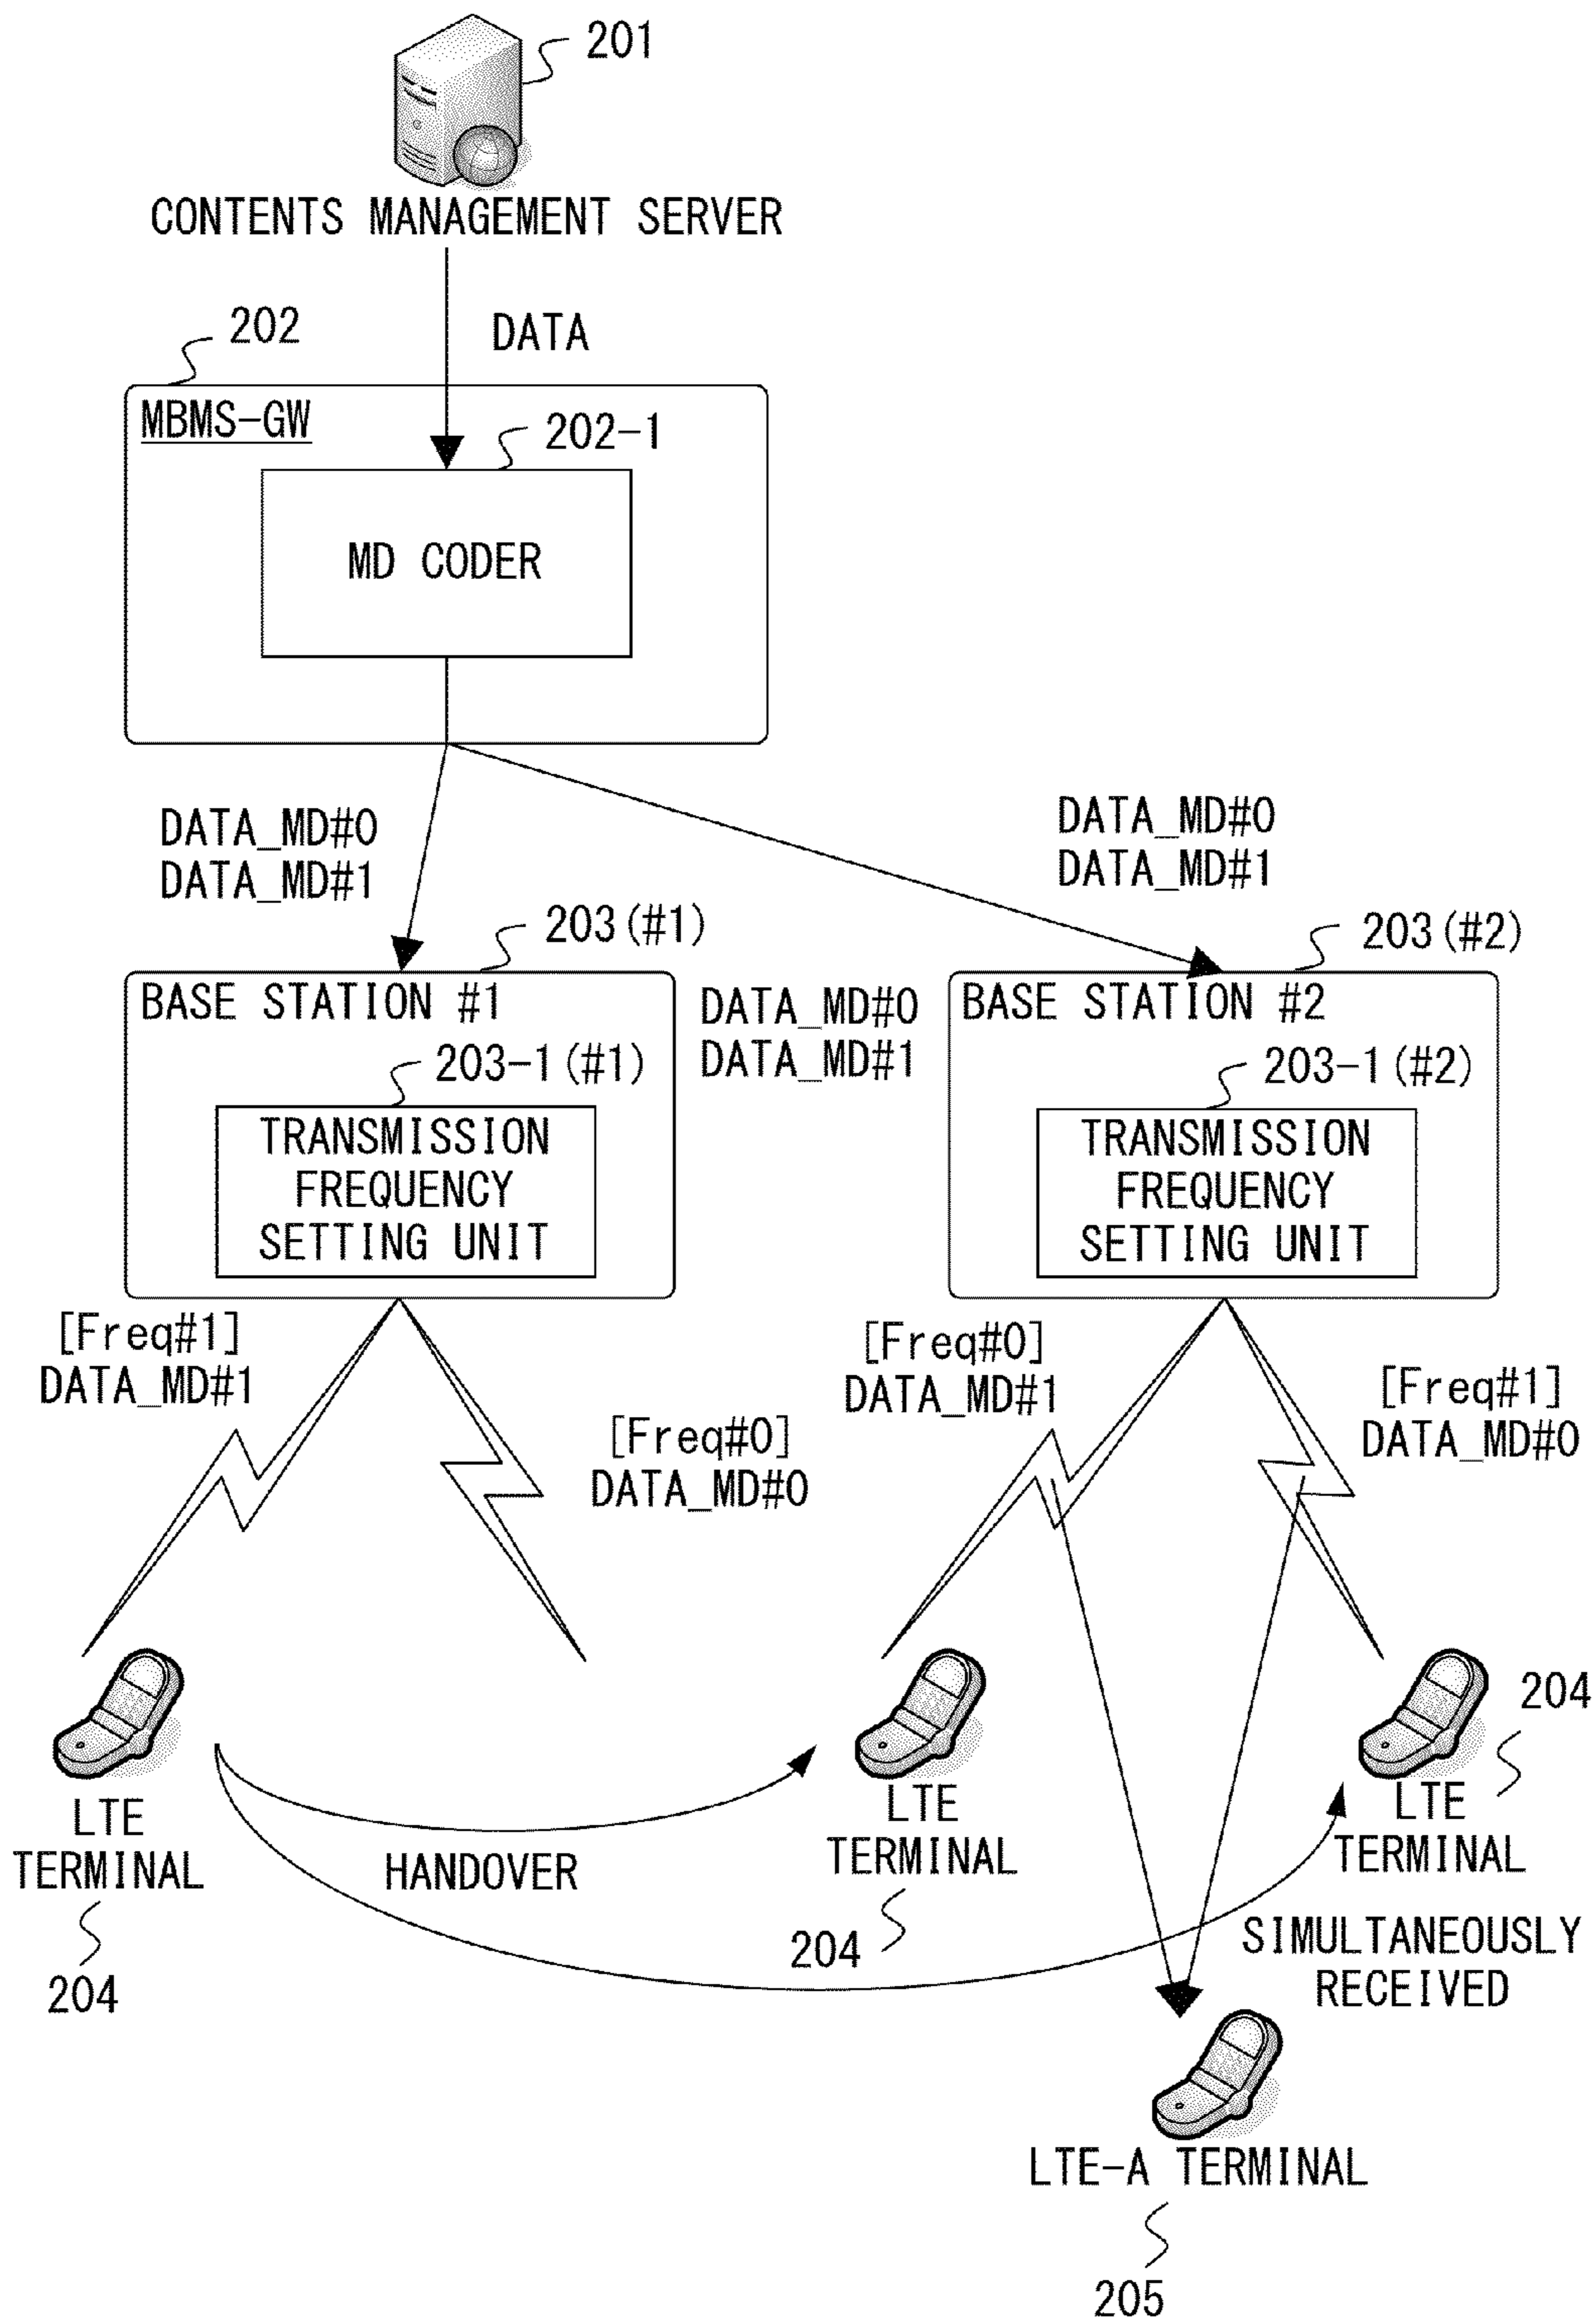 201
CONTENTS MANAGEMENT SERVER
202
DATA
MBMS-GW
202-1
MD CODER
DATA_MD#0
DATA_MD#1
DATA_MD#0
DATA_MD#1
203(#1)
203(#2)
BASE STATION #1
DATA_MD#0
DATA_MD#1
BASE STATION #2
203-1(#1)
203-1(#2)
TRANSMISSION
FREQUENCY
SETTING UNIT
TRANSMISSION
FREQUENCY
SETTING UNIT
[Freq#1]
DATA_MD#1
[Freq#0]
DATA_MD#0
[Freq#0]
DATA_MD#1
[Freq#1]
DATA_MD#0
LTE
TERMINAL
204
HANDOVER
LTE
TERMINAL
204
204
LTE
TERMINAL
SIMULTANEOUSLY
RECEIVED
LTE-A TERMINAL
205